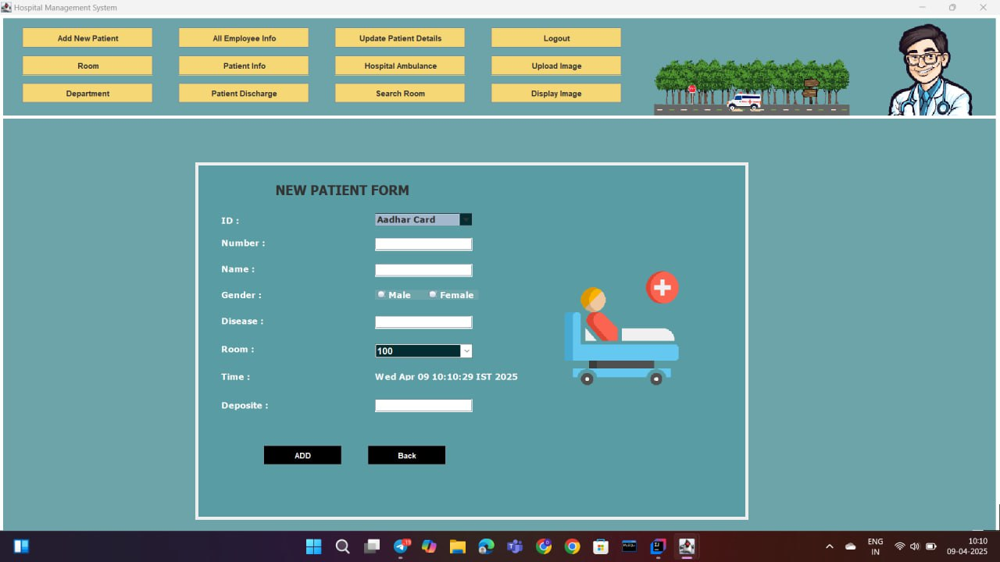 Hospital Management System
Add New Patient All Employee Info Update Patient Details Logout
Room Patient Info Hospital Ambulance Upload Image
Department Patient Discharge Search Room Display Image
NEW PATIENT FORM
ID : Aadhar Card
Number :
Name :
Gender : Male Female
Disease :
Room : 100
Time : Wed Apr 09 10:10:29 IST 2025
Deposite :
ADD Back
ENG 10:10
IN 09-04-2025